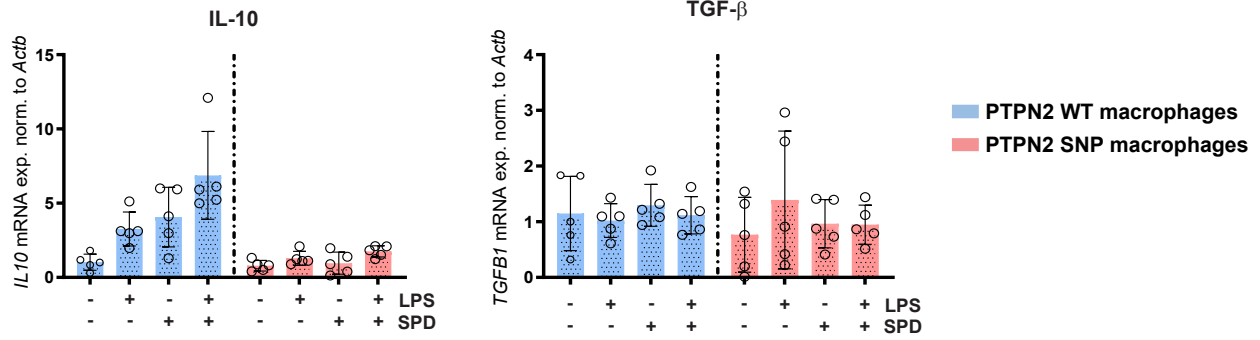 IL-10
IL10 mRNA exp. norm. to Actb
15
10
5
0
- + - + - + - + LPS
- - + + - - + + SPD
TGF-β
TGFB1 mRNA exp. norm. to Actb
4
3
2
1
0
- + - + - + - + LPS
- - + + - - + + SPD
PTPN2 WT macrophages
PTPN2 SNP macrophages